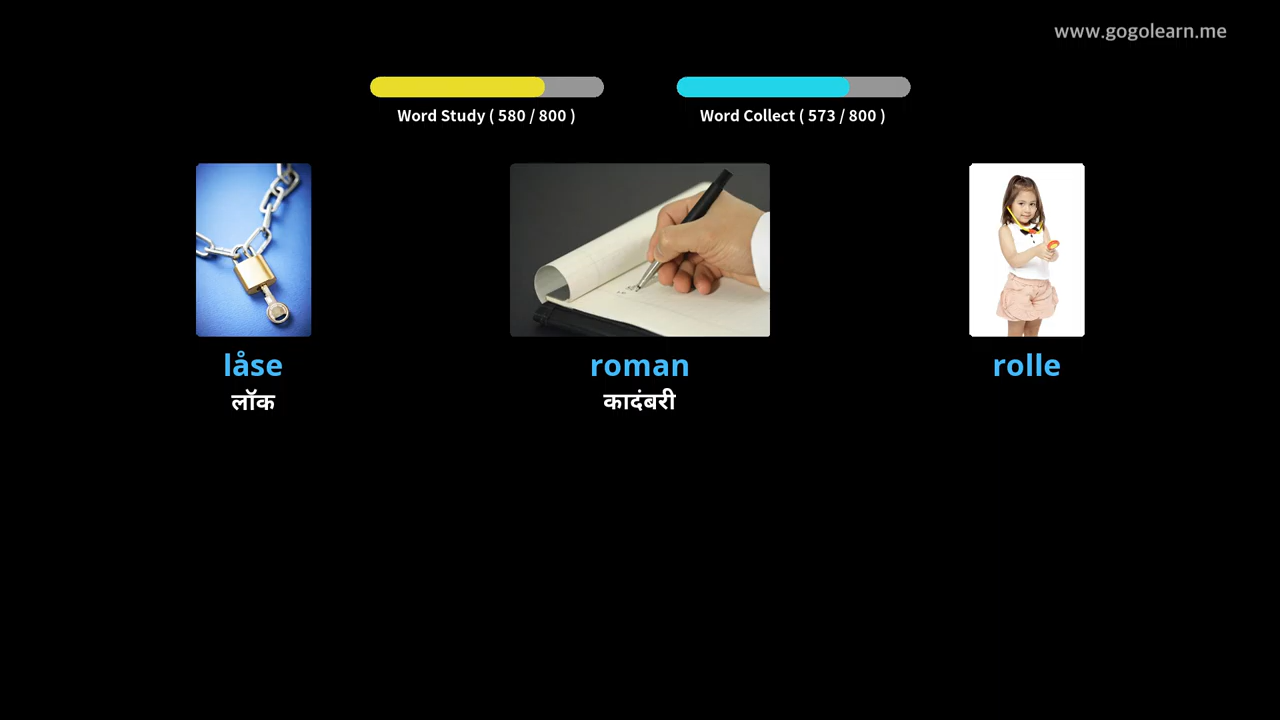 www.gogolearn.me
Word Study ( 580 / 800 )
Word Collect ( 573 / 800 )
låse
roman
rolle
लॉक
कादंबरी